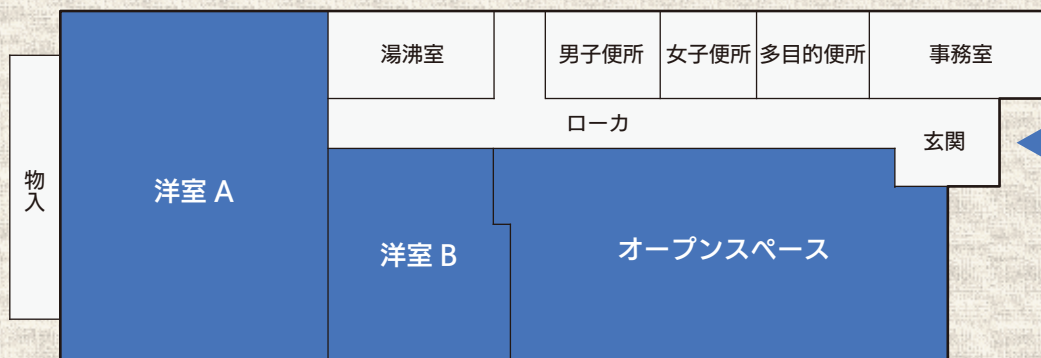 湯沸室
男子便所
女子便所
多目的便所
事務室
ローカ
玄関
物入
洋室 A
洋室 B
オープンスペース